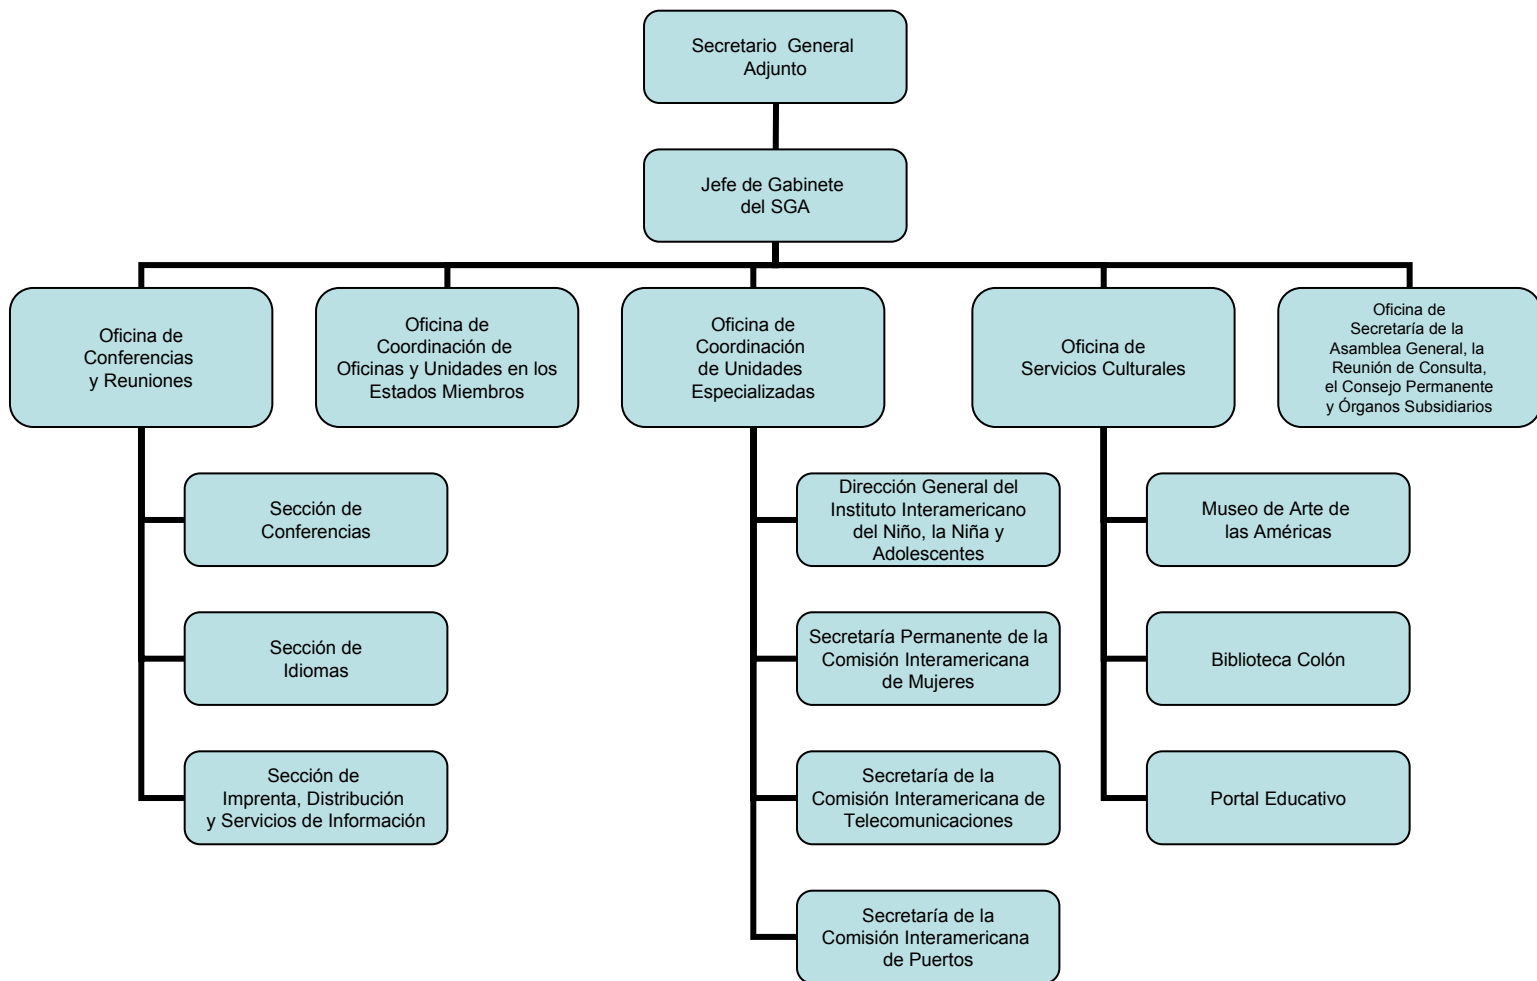 Secretario General
Adjunto
Jefe de Gabinete
del SGA
Oficina de
Conferencias
y Reuniones
Oficina de
Coordinación de
Oficinas y Unidades en los
Estados Miembros
Oficina de
Coordinación
de Unidades
Especializadas
Oficina de
Servicios Culturales
Oficina de
Secretaría de la
Asamblea General, la
Reunión de Consulta,
el Consejo Permanente
y Órganos Subsidiarios
Sección de
Conferencias
Sección de
Idiomas
Sección de
Imprenta, Distribución
y Servicios de Información
Dirección General del
Instituto Interamericano
del Niño, la Niña y
Adolescentes
Secretaría Permanente de la
Comisión Interamericana
de Mujeres
Secretaría de la
Comisión Interamericana de
Telecomunicaciones
Secretaría de la
Comisión Interamericana
de Puertos
Museo de Arte de
las Américas
Biblioteca Colón
Portal Educativo